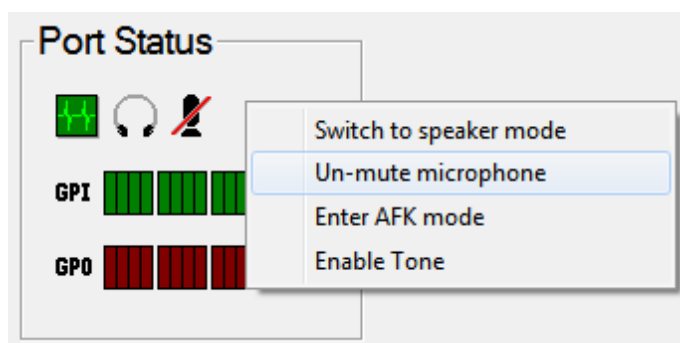 Port Status
Switch to speaker mode
Un-mute microphone
Enter AFK mode
Enable Tone
GPI
GPO